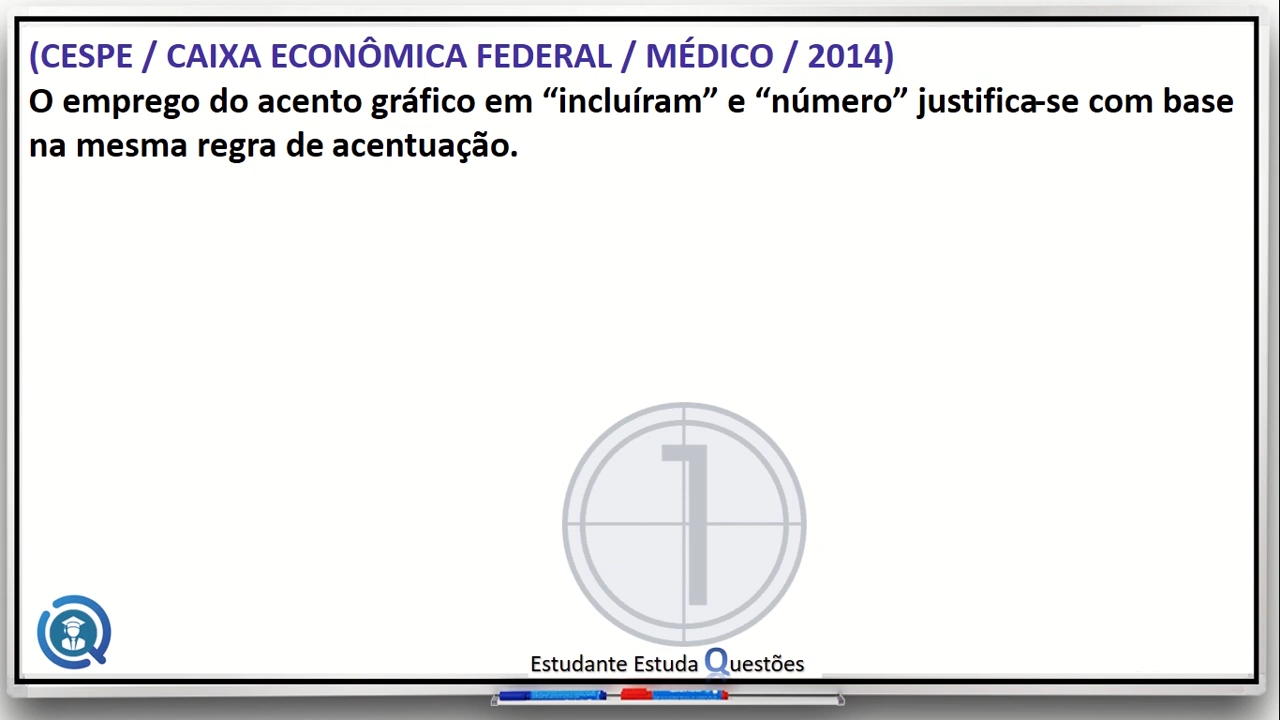 (CESPE / CAIXA ECONÔMICA FEDERAL / MÉDICO / 2014)
O emprego do acento gráfico em “incluíram” e “número” justifica-se com base
na mesma regra de acentuação.
1
Estudante Estuda Questões